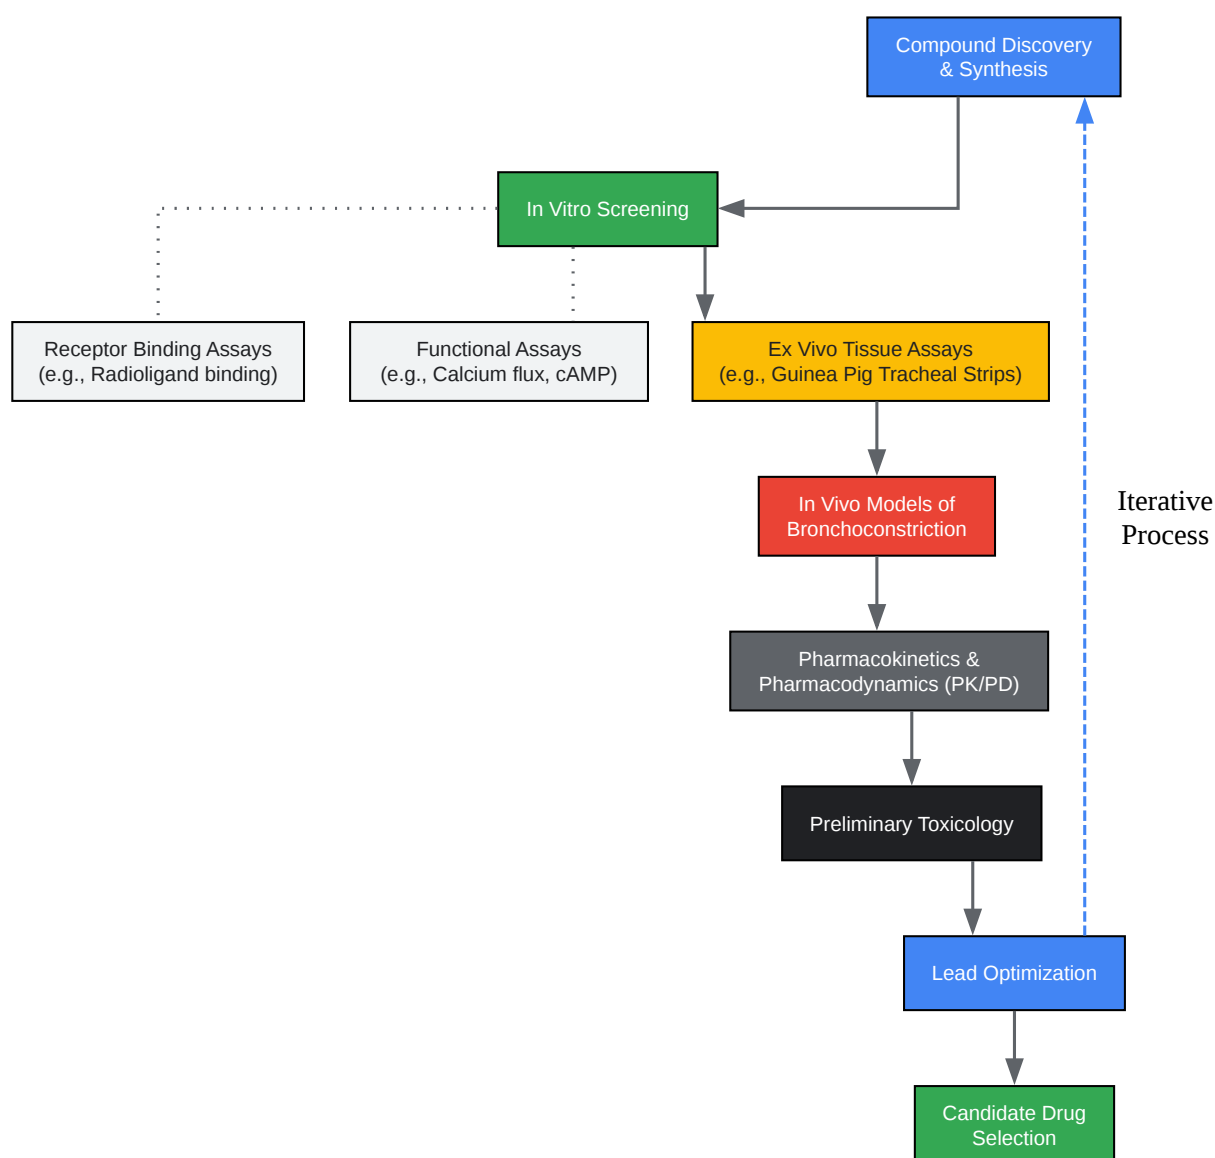 Compound Discovery
& Synthesis
In Vitro Screening
Receptor Binding Assays
(e.g., Radioligand binding)
Functional Assays
(e.g., Calcium flux, cAMP)
Ex Vivo Tissue Assays
(e.g., Guinea Pig Tracheal Strips)
In Vivo Models of
Bronchoconstriction
Iterative
Process
Pharmacokinetics &
Pharmacodynamics (PK/PD)
Preliminary Toxicology
Lead Optimization
Candidate Drug
Selection